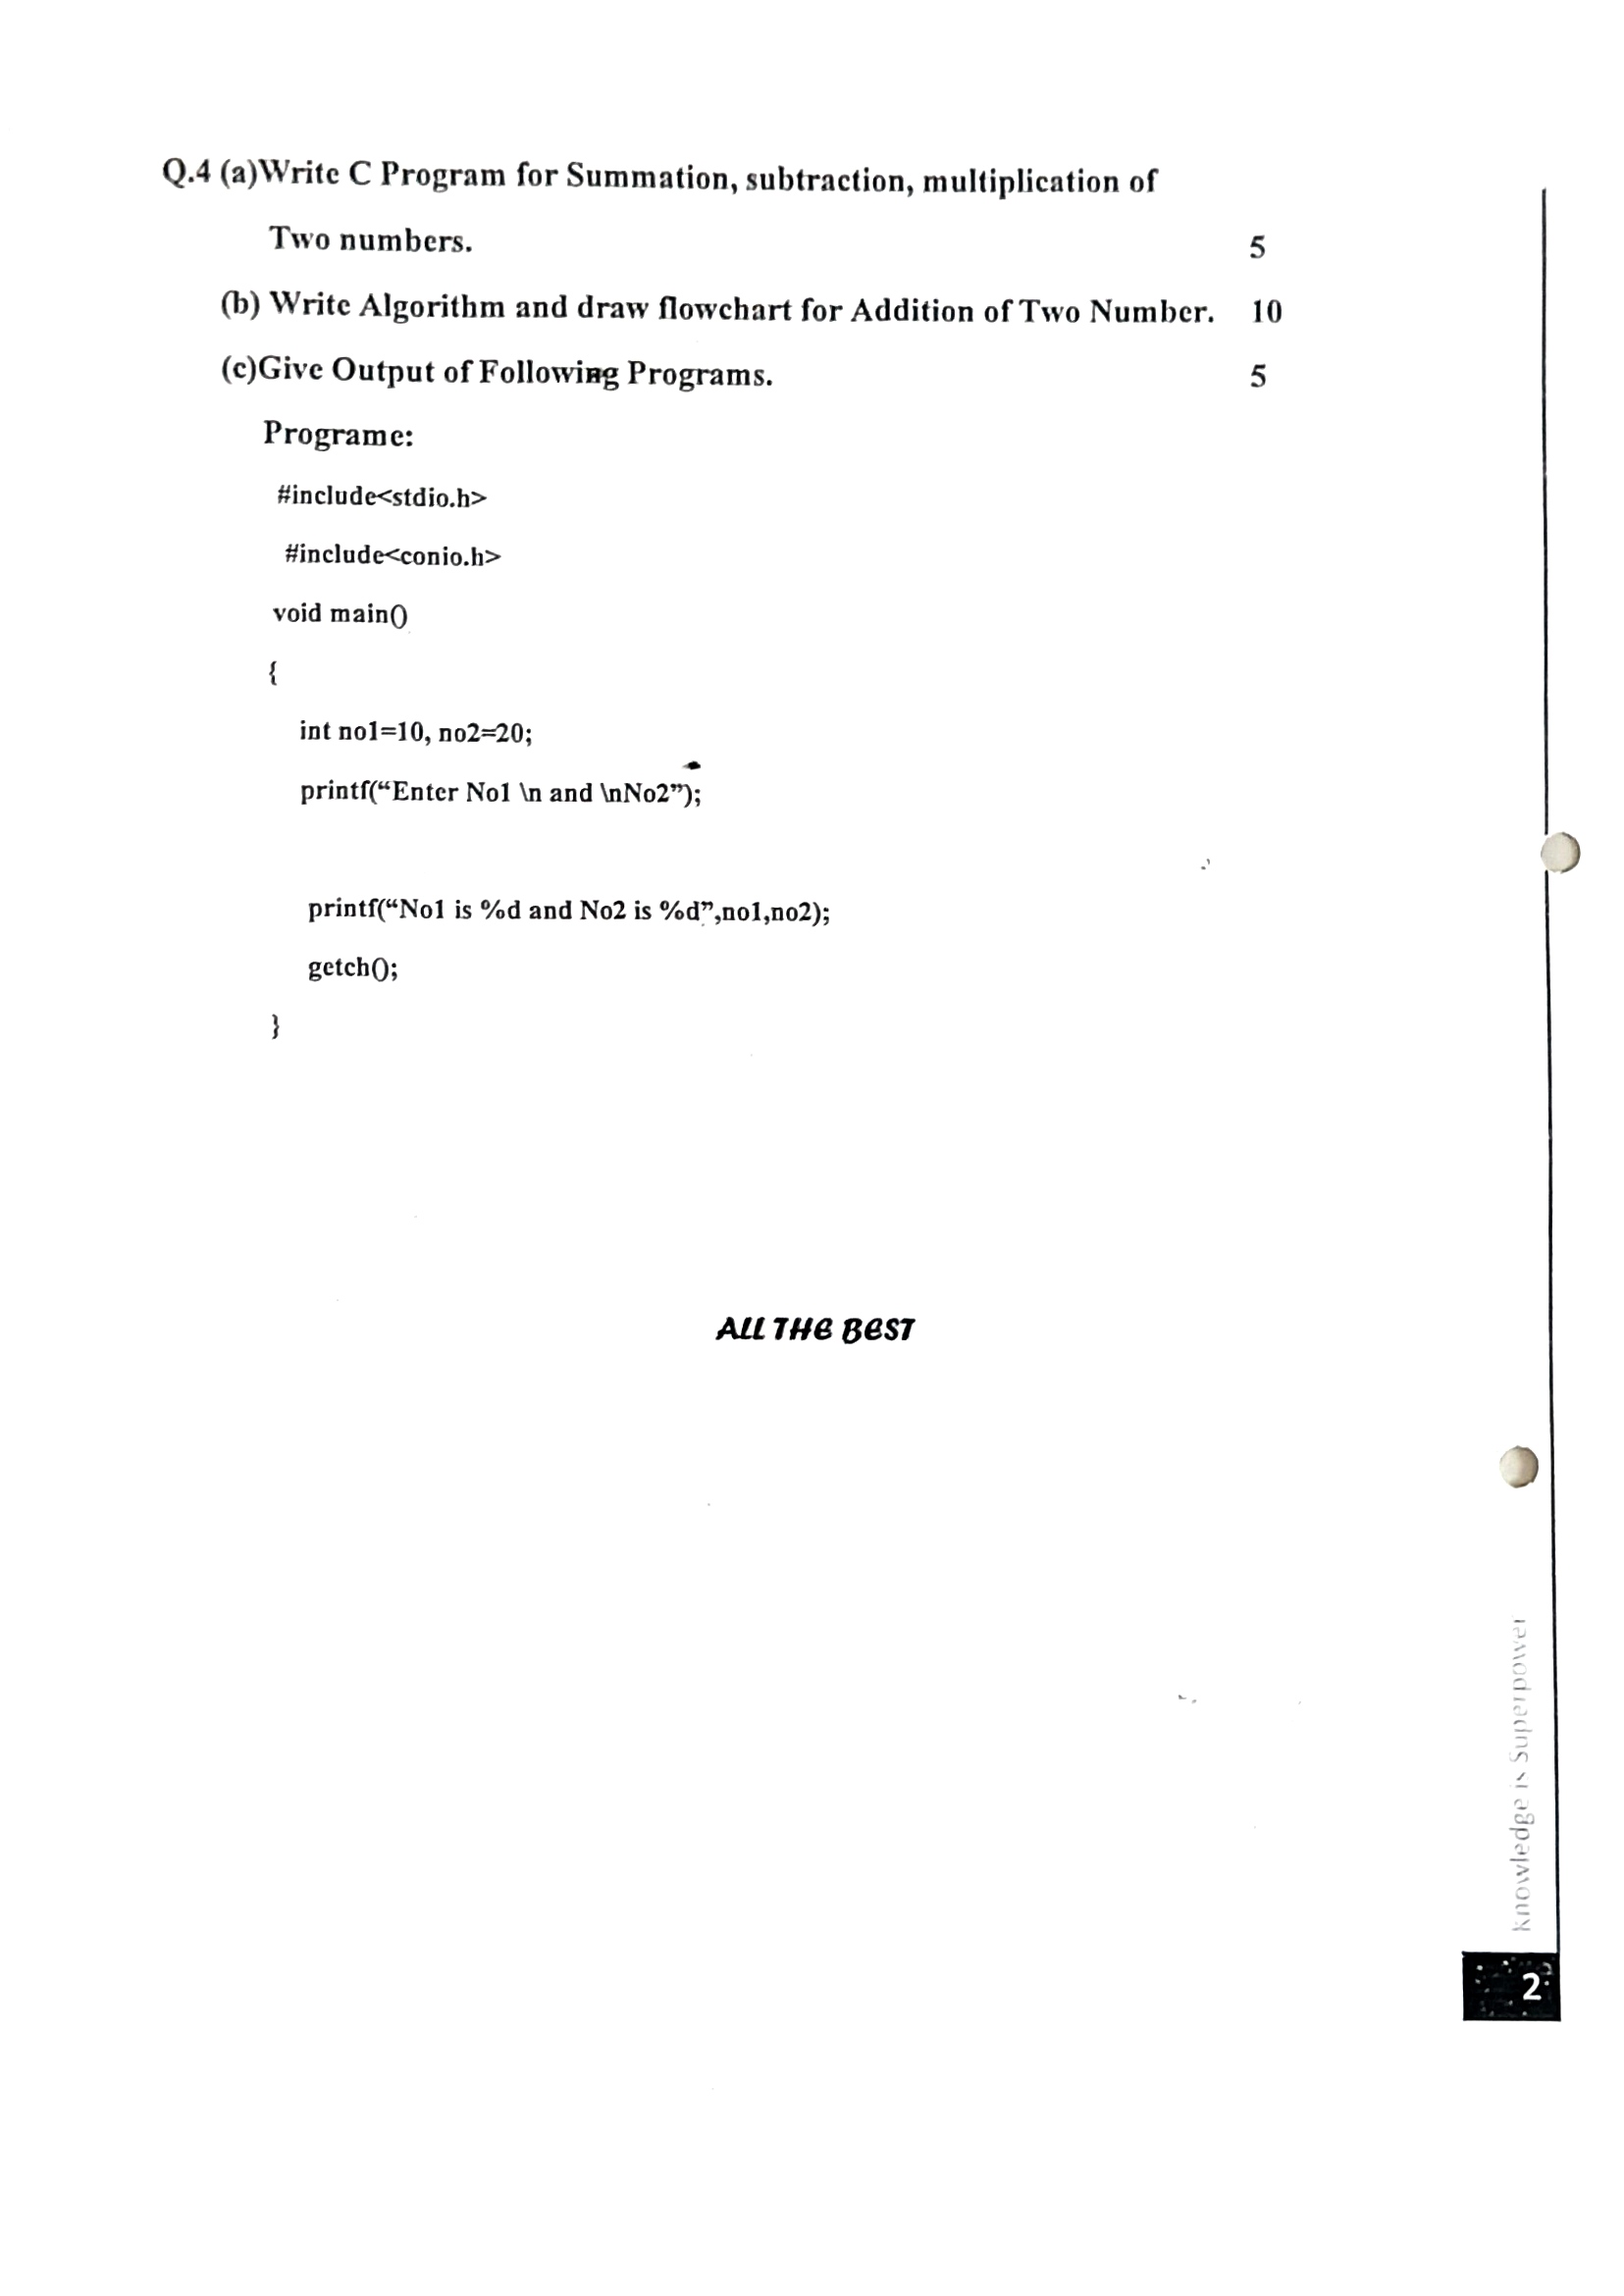 Q.4 (a)Write C Program for Summation, subtraction, multiplication of
Two numbers. 5
(b) Write Algorithm and draw flowchart for Addition of Two Number. 10
(c)Give Output of Following Programs. 5
Programe:
#include<stdio.h>
#include<conio.h>
void main()
{
int no1=10, no2=20;
printf(“Enter No1 \n and \nNo2”);
printf(“No1 is %d and No2 is %d”,no1,no2);
getch();
}
ALL THE BEST
knowledge is Superpower
2